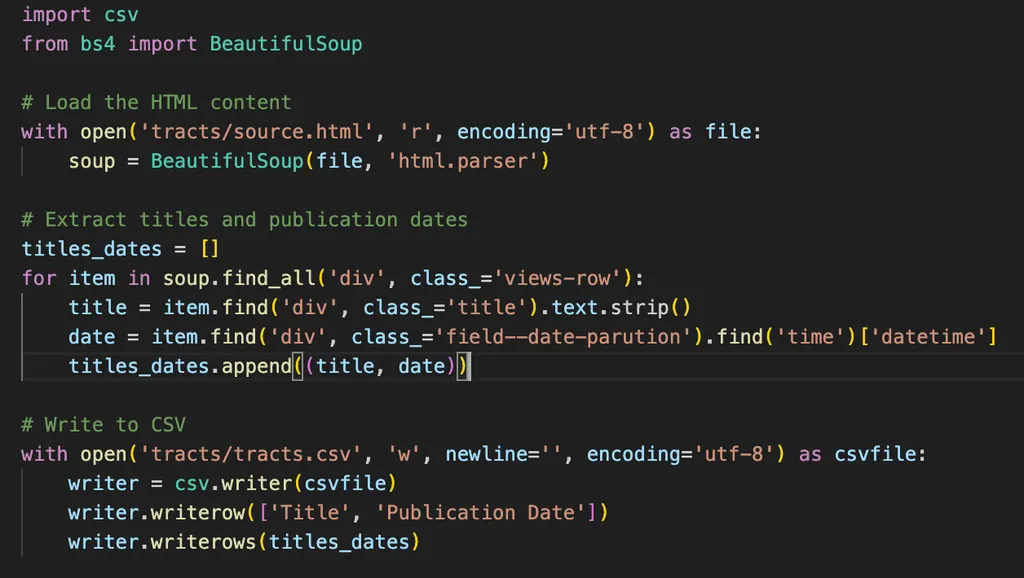 import csv
from bs4 import BeautifulSoup

# Load the HTML content
with open('tracts/source.html', 'r', encoding='utf-8') as file:
    soup = BeautifulSoup(file, 'html.parser')

# Extract titles and publication dates
titles_dates = []
for item in soup.find_all('div', class_='views-row'):
    title = item.find('div', class_='title').text.strip()
    date = item.find('div', class_='field--date-parution').find('time')['datetime']
    titles_dates.append((title, date))

# Write to CSV
with open('tracts/tracts.csv', 'w', newline='', encoding='utf-8') as csvfile:
    writer = csv.writer(csvfile)
    writer.writerow(['Title', 'Publication Date'])
    writer.writerows(titles_dates)